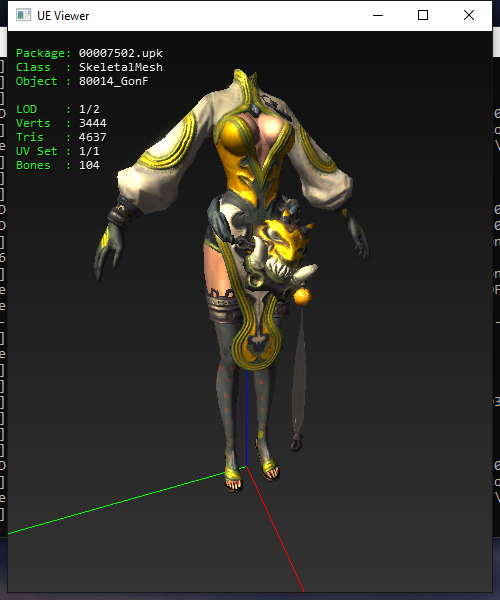 UE Viewer
Package: 00007502.upk
Class : SkeletalMesh
Object : 80014_GonF
LOD : 1/2
Verts : 3444
Tris : 4637
UV Set : 1/1
Bones : 104